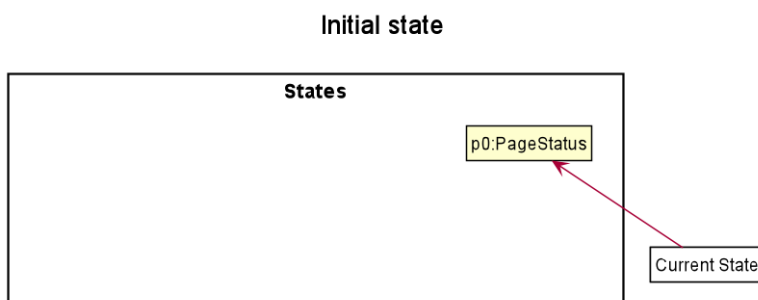 Initial state
States
p0:PageStatus
Current State